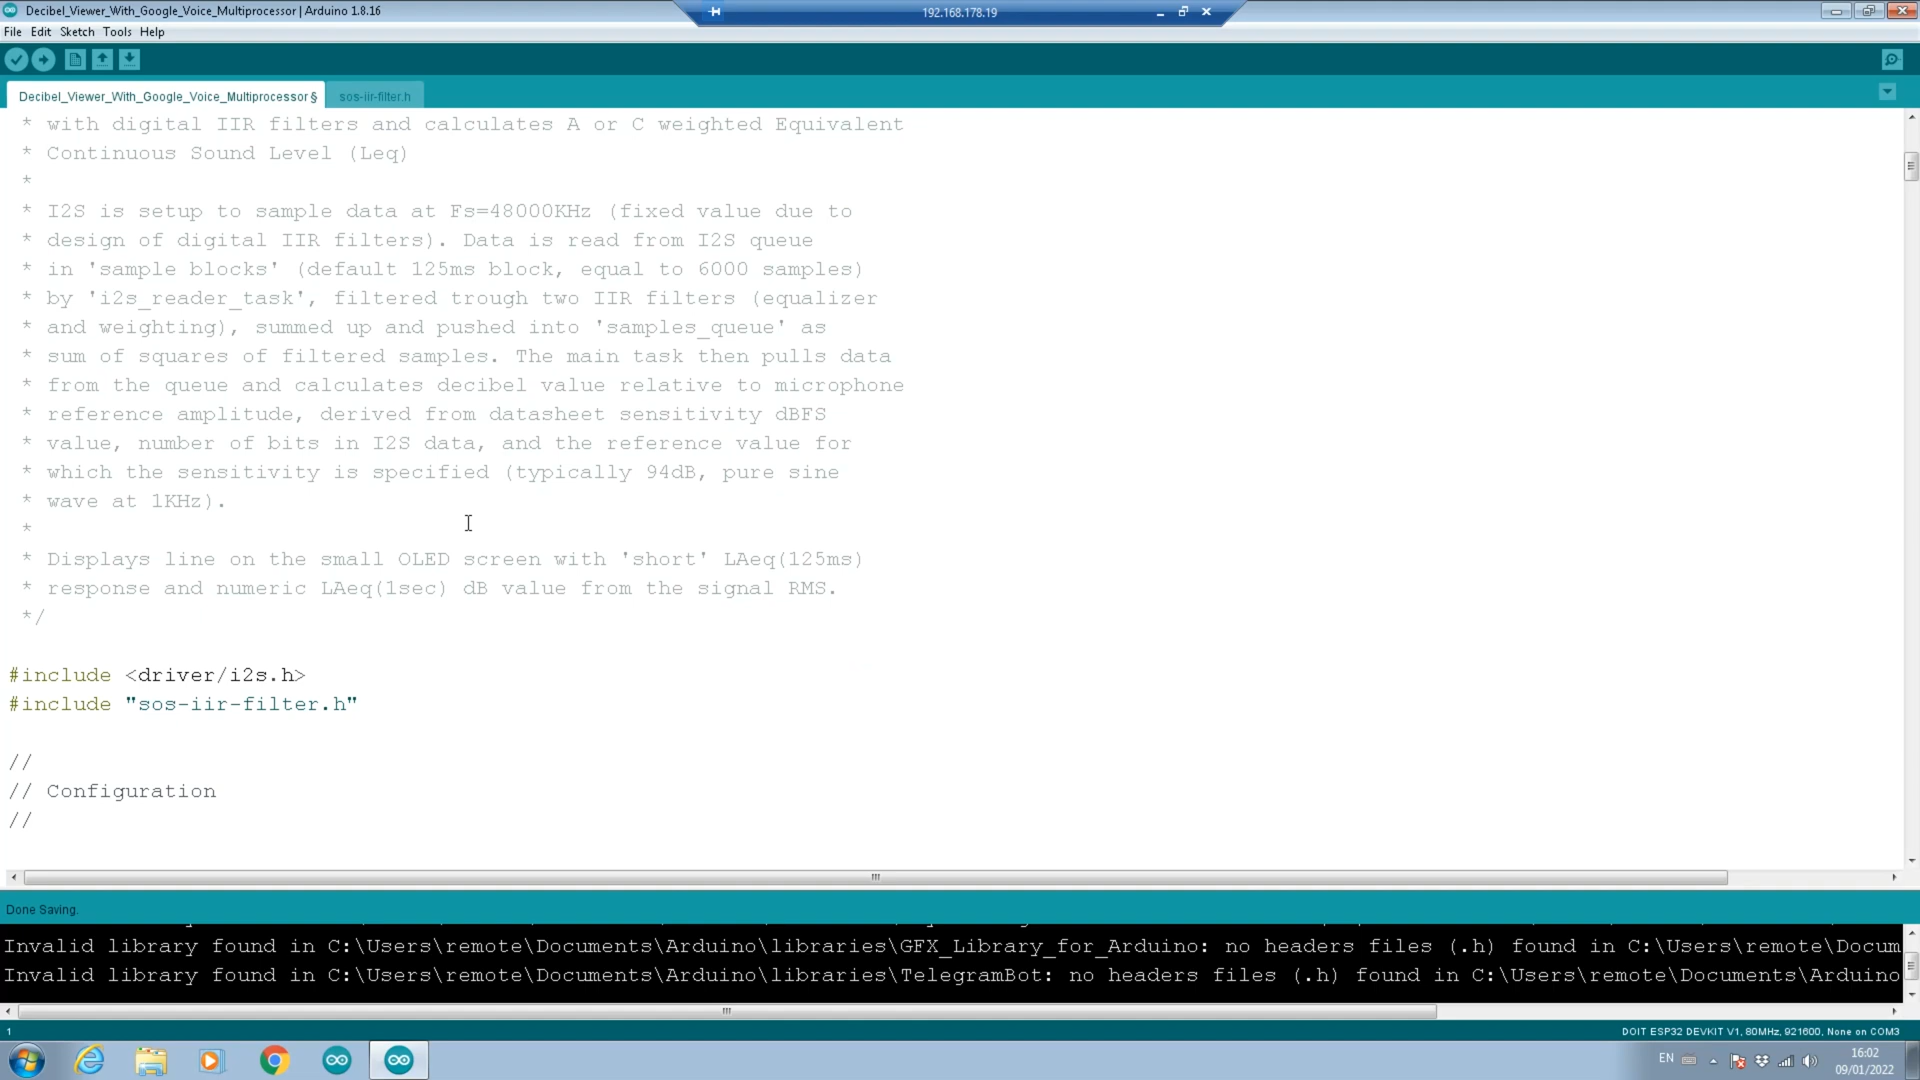 Decibel_Viewer_With_Google_Voice_Multiprocessor | Arduino 1.8.16
192.168.178.19
File Edit Sketch Tools Help
Decibel_Viewer_With_Google_Voice_Multiprocessor § sos-iir-filter.h
* with digital IIR filters and calculates A or C weighted Equivalent
* Continuous Sound Level (Leq)
*
* I2S is setup to sample data at Fs=48000KHz (fixed value due to
* design of digital IIR filters). Data is read from I2S queue
* in 'sample blocks' (default 125ms block, equal to 6000 samples)
* by 'i2s_reader_task', filtered trough two IIR filters (equalizer
* and weighting), summed up and pushed into 'samples_queue' as
* sum of squares of filtered samples. The main task then pulls data
* from the queue and calculates decibel value relative to microphone
* reference amplitude, derived from datasheet sensitivity dBFS
* value, number of bits in I2S data, and the reference value for
* which the sensitivity is specified (typically 94dB, pure sine
* wave at 1KHz).
*
* Displays line on the small OLED screen with 'short' LAeq(125ms)
* response and numeric LAeq(1sec) dB value from the signal RMS.
*/
#include <driver/i2s.h>
#include "sos-iir-filter.h"
//
// Configuration
//
Done Saving.
Invalid library found in C:\Users\remote\Documents\Arduino\libraries\GFX_Library_for_Arduino: no headers files (.h) found in C:\Users\remote\Docum
Invalid library found in C:\Users\remote\Documents\Arduino\libraries\TelegramBot: no headers files (.h) found in C:\Users\remote\Documents\Arduino
1
DOIT ESP32 DEVKIT V1, 80MHz, 921600, None on COM3
EN
16:02
09/01/2022